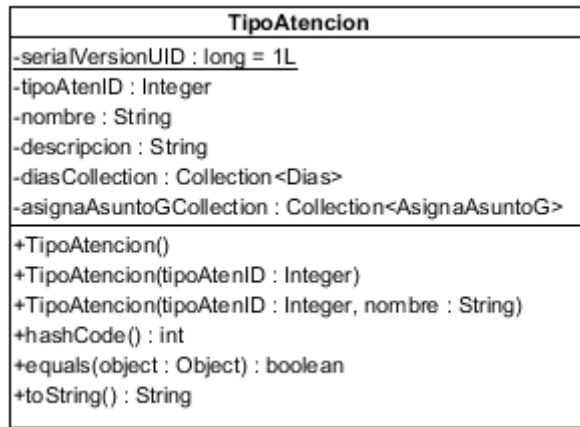 TipoAtencion
-serialVersionUID : long = 1L
-tipoAtenID : Integer
-nombre : String
-descripcion : String
-diasCollection : Collection<Dias>
-asignaAsuntoGCollection : Collection<AsignaAsuntoG>
+TipoAtencion()
+TipoAtencion(tipoAtenID : Integer)
+TipoAtencion(tipoAtenID : Integer, nombre : String)
+hashCode() : int
+equals(object : Object) : boolean
+toString() : String